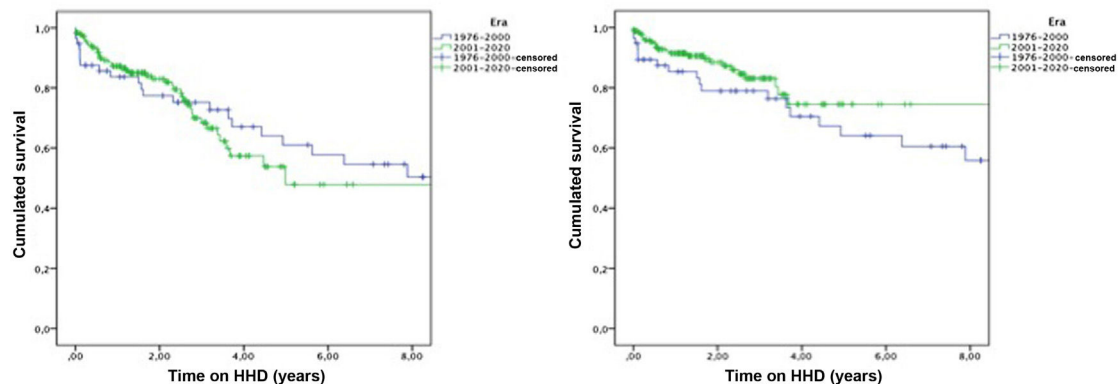 Era
1,0
1976-2000
2001-2020
1976-2000-censored
2001-2020-censored
0,8
0,6
0,4
0,2
0,0
Cumulated survival
,00
2,00
4,00
6,00
8,00
Time on HHD (years)
Era
1,0
1976-2000
2001-2020
1976-2000-censored
2001-2020-censored
0,8
0,6
0,4
0,2
0,0
Cumulated survival
,00
2,00
4,00
6,00
8,00
Time on HHD (years)